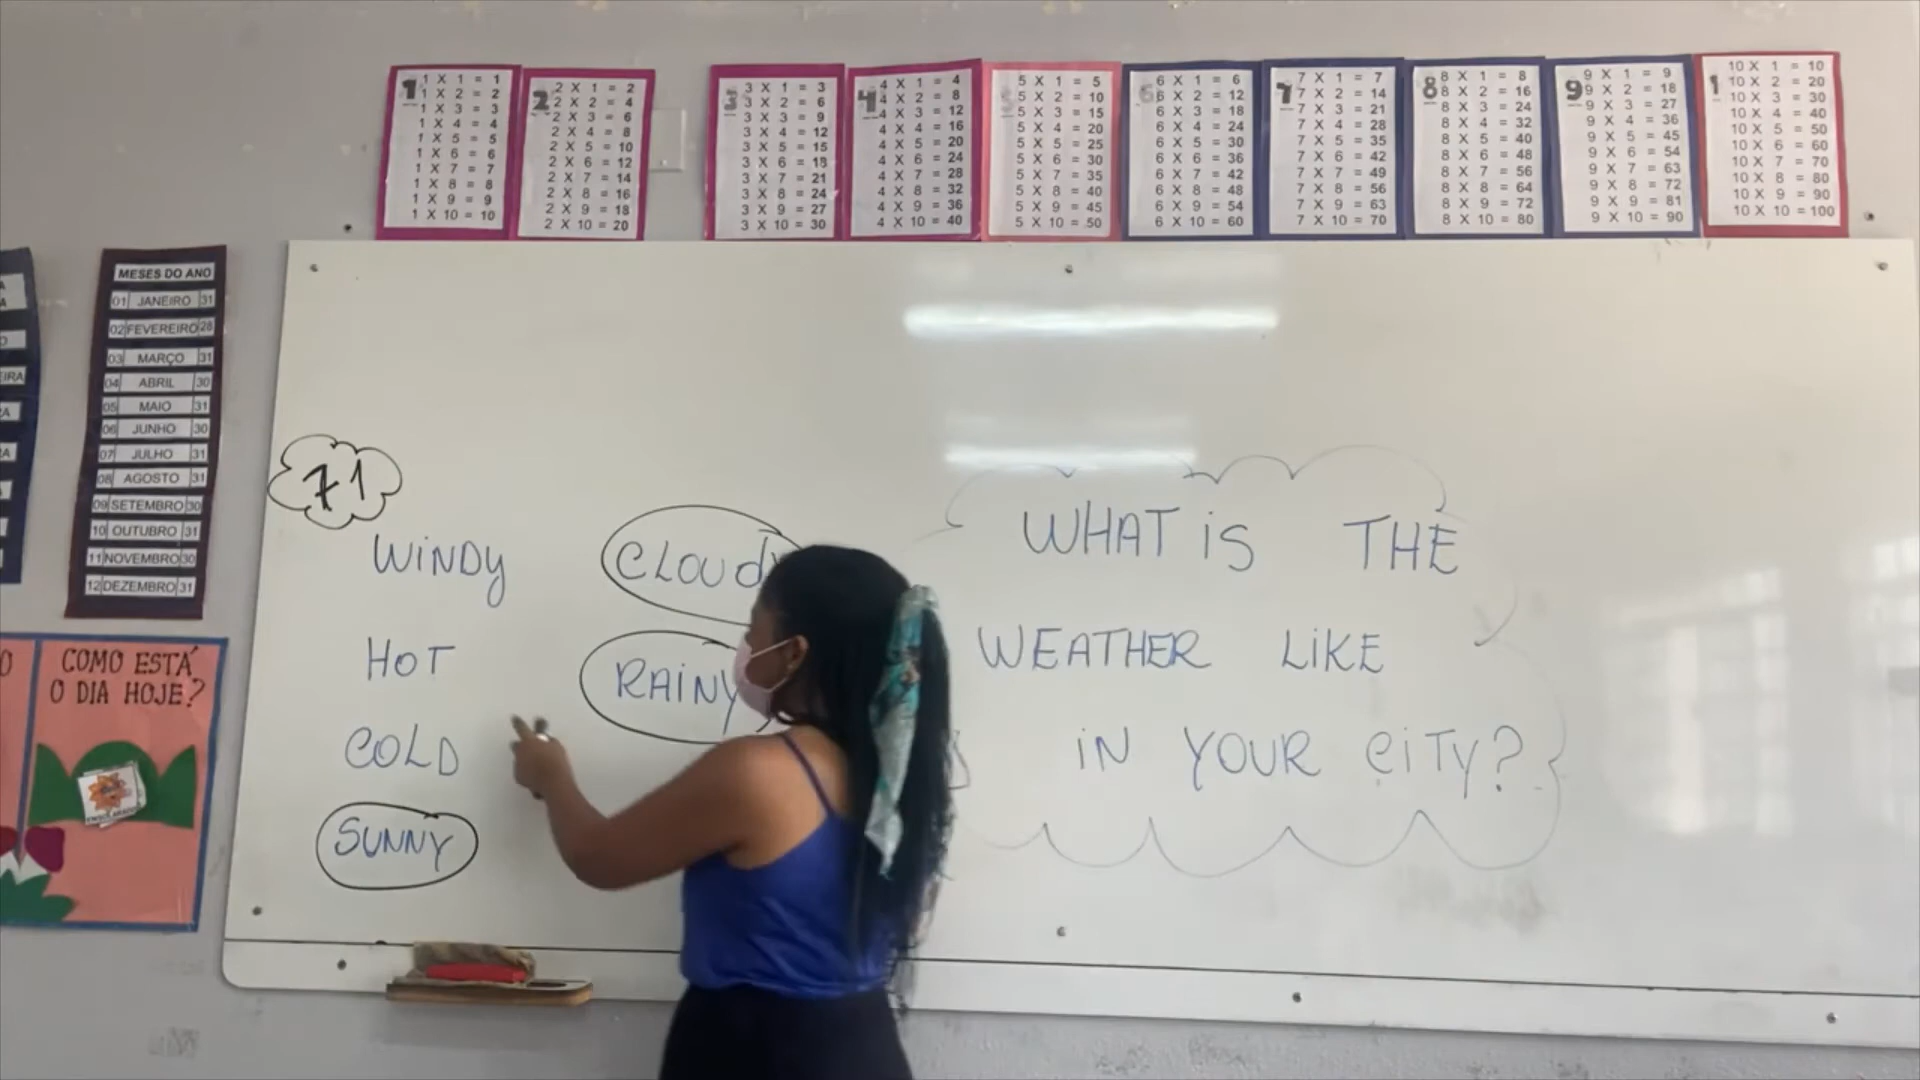 1
1 X 1 = 1
1 X 2 = 2
1 X 3 = 3
1 X 4 = 4
1 X 5 = 5
1 X 6 = 6
1 X 7 = 7
1 X 8 = 8
1 X 9 = 9
1 X 10 = 10
2
2 X 1 = 2
2 X 2 = 4
2 X 3 = 6
2 X 4 = 8
2 X 5 = 10
2 X 6 = 12
2 X 7 = 14
2 X 8 = 16
2 X 9 = 18
2 X 10 = 20
3
3 X 1 = 3
3 X 2 = 6
3 X 3 = 9
3 X 4 = 12
3 X 5 = 15
3 X 6 = 18
3 X 7 = 21
3 X 8 = 24
3 X 9 = 27
3 X 10 = 30
4
4 X 1 = 4
4 X 2 = 8
4 X 3 = 12
4 X 4 = 16
4 X 5 = 20
4 X 6 = 24
4 X 7 = 28
4 X 8 = 32
4 X 9 = 36
4 X 10 = 40
5
5 X 1 = 5
5 X 2 = 10
5 X 3 = 15
5 X 4 = 20
5 X 5 = 25
5 X 6 = 30
5 X 7 = 35
5 X 8 = 40
5 X 9 = 45
5 X 10 = 50
6
6 X 1 = 6
6 X 2 = 12
6 X 3 = 18
6 X 4 = 24
6 X 5 = 30
6 X 6 = 36
6 X 7 = 42
6 X 8 = 48
6 X 9 = 54
6 X 10 = 60
7
7 X 1 = 7
7 X 2 = 14
7 X 3 = 21
7 X 4 = 28
7 X 5 = 35
7 X 6 = 42
7 X 7 = 49
7 X 8 = 56
7 X 9 = 63
7 X 10 = 70
8
8 X 1 = 8
8 X 2 = 16
8 X 3 = 24
8 X 4 = 32
8 X 5 = 40
8 X 6 = 48
8 X 7 = 56
8 X 8 = 64
8 X 9 = 72
8 X 10 = 80
9
9 X 1 = 9
9 X 2 = 18
9 X 3 = 27
9 X 4 = 36
9 X 5 = 45
9 X 6 = 54
9 X 7 = 63
9 X 8 = 72
9 X 9 = 81
9 X 10 = 90
1
10 X 1 = 10
10 X 2 = 20
10 X 3 = 30
10 X 4 = 40
10 X 5 = 50
10 X 6 = 60
10 X 7 = 70
10 X 8 = 80
10 X 9 = 90
10 X 10 = 100
MESES DO ANO
01 JANEIRO 31
02 FEVEREIRO 28
03 MARÇO 31
04 ABRIL 30
05 MAIO 31
06 JUNHO 30
07 JULHO 31
08 AGOSTO 31
09 SETEMBRO 30
10 OUTUBRO 31
11 NOVEMBRO 30
12 DEZEMBRO 31
COMO ESTÁ
O DIA HOJE?
ENSOLARADO
71
WINDY
HOT
COLD
SUNNY
CLOUDY
RAINY
WHAT IS THE
WEATHER LIKE
IN YOUR CITY?